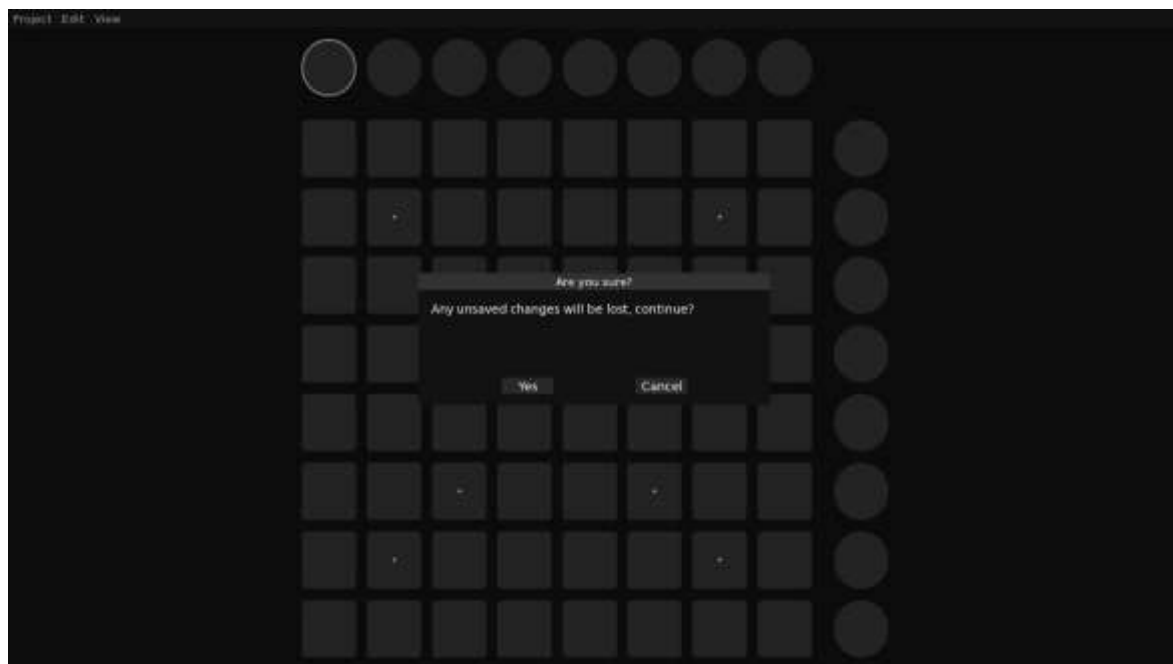 Project Edit View
Are you sure?
Any unsaved changes will be lost, continue?
Yes Cancel